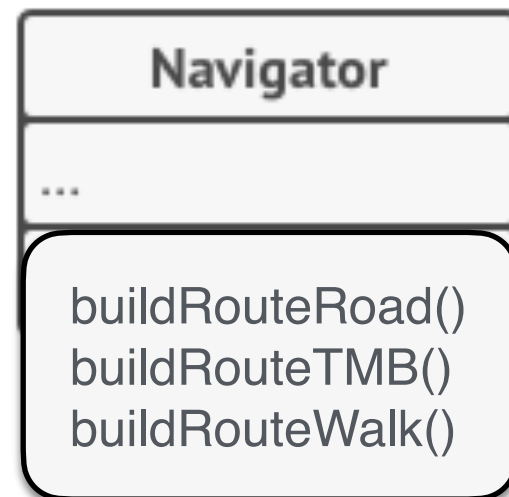 Navigator
...
buildRouteRoad()
buildRouteTMB()
buildRouteWalk()